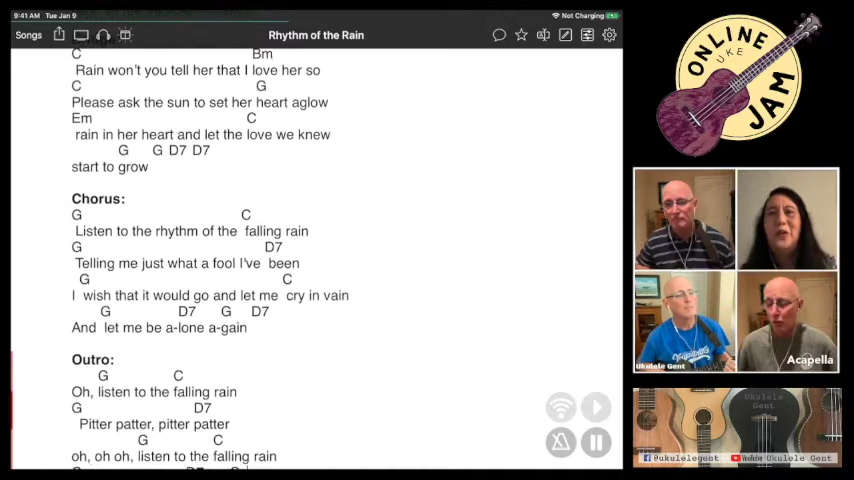 9:41 AM Tue Jan 9
Not Charging
Songs
Rhythm of the Rain
C Bm
Rain won't you tell her that I love her so
C G
Please ask the sun to set her heart aglow
Em C
rain in her heart and let the love we knew
G G D7 D7
start to grow
Chorus:
G C
Listen to the rhythm of the falling rain
G D7
Telling me just what a fool I've been
G C
I wish that it would go and let me cry in vain
G D7 G D7
And let me be a-lone a-gain
Outro:
G C
Oh, listen to the falling rain
G D7
Pitter patter, pitter patter
G C
oh, oh oh, listen to the falling rain
ONLINE
UKE
JAM
Ukulele Gent
Acapella
Ukulele
Gent
@ukulelegent
Ukulele Gent